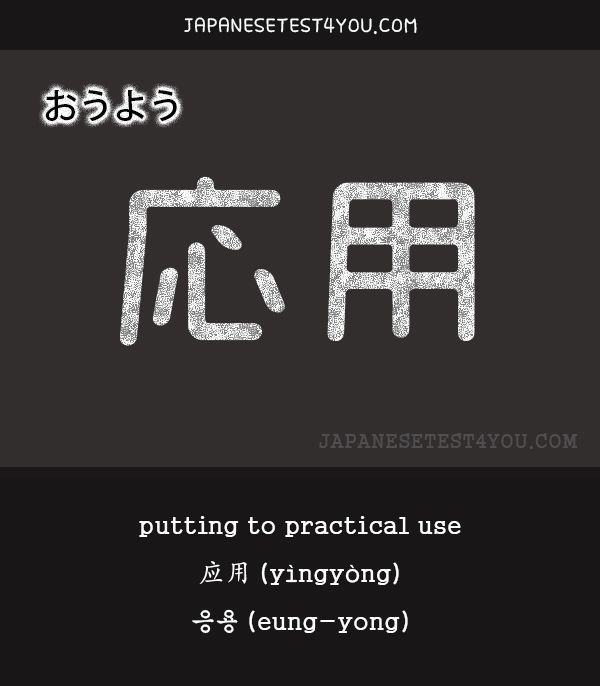 JAPANESETEST4YOU.COM
おうよう
応用
JAPANESETEST4YOU.COM
putting to practical use
应用 (yìngyòng)
응용 (eung-yong)